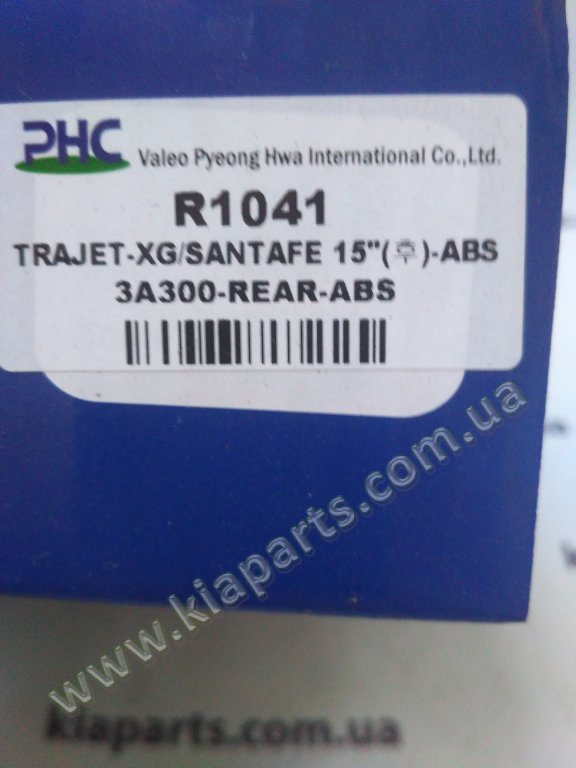 PHC Valeo Pyeong Hwa International Co.,Ltd.
R1041
TRAJET-XG/SANTAFE 15"(후)-ABS
3A300-REAR-ABS
www.kiaparts.com.ua
kiaparts.com.ua